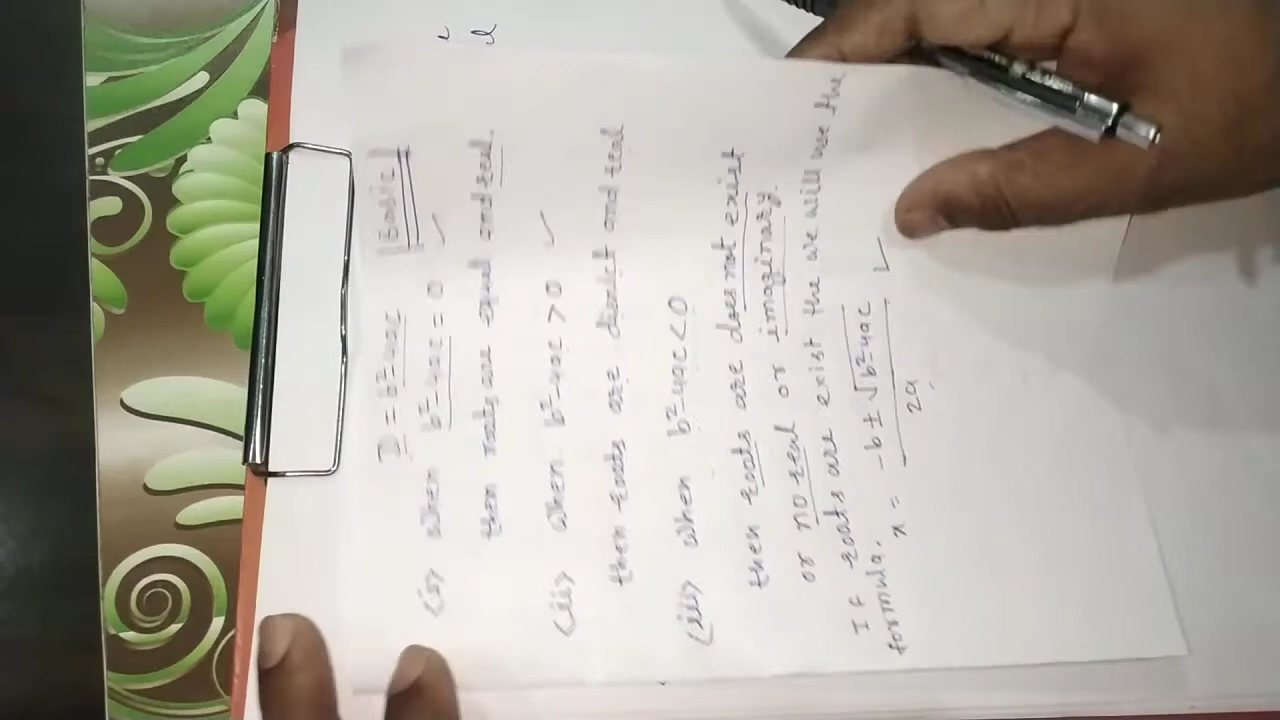 D = b²-4ac [Basic]
(i) when b²-4ac = 0 ✓
then roots are equal and real.
(ii) when b²-4ac > 0 ✓
then roots are and real
(iii) when b²-4ac < 0
then roots are does not exist
or no real or imaginary.
If roots are exist the we will use the
formula.
x = -b ± √b²-4ac / 2a ✓